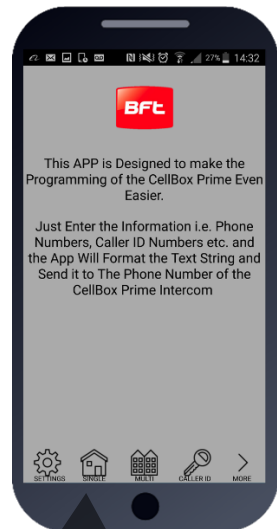 27% 14:32
BFt
This APP is Designed to make the
Programming of the CellBox Prime Even
Easier.
Just Enter the Information i.e. Phone
Numbers, Caller ID Numbers etc. and
the App Will Format the Text String and
Send it to The Phone Number of the
CellBox Prime Intercom
SETTINGS SINGLE MULTI CALLER ID MORE